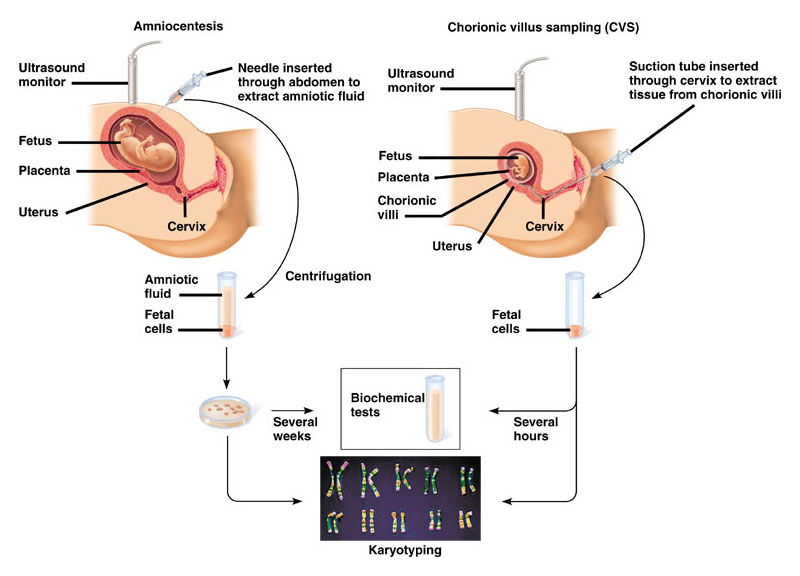 Amniocentesis
Ultrasound
monitor
Needle inserted
through abdomen to
extract amniotic fluid
Fetus
Placenta
Uterus
Cervix
Centrifugation
Amniotic
fluid
Fetal
cells
Several
weeks
Chorionic villus sampling (CVS)
Ultrasound
monitor
Suction tube inserted
through cervix to extract
tissue from chorionic villi
Fetus
Placenta
Chorionic
villi
Uterus
Cervix
Fetal
cells
Biochemical
tests
Several
hours
Karyotyping